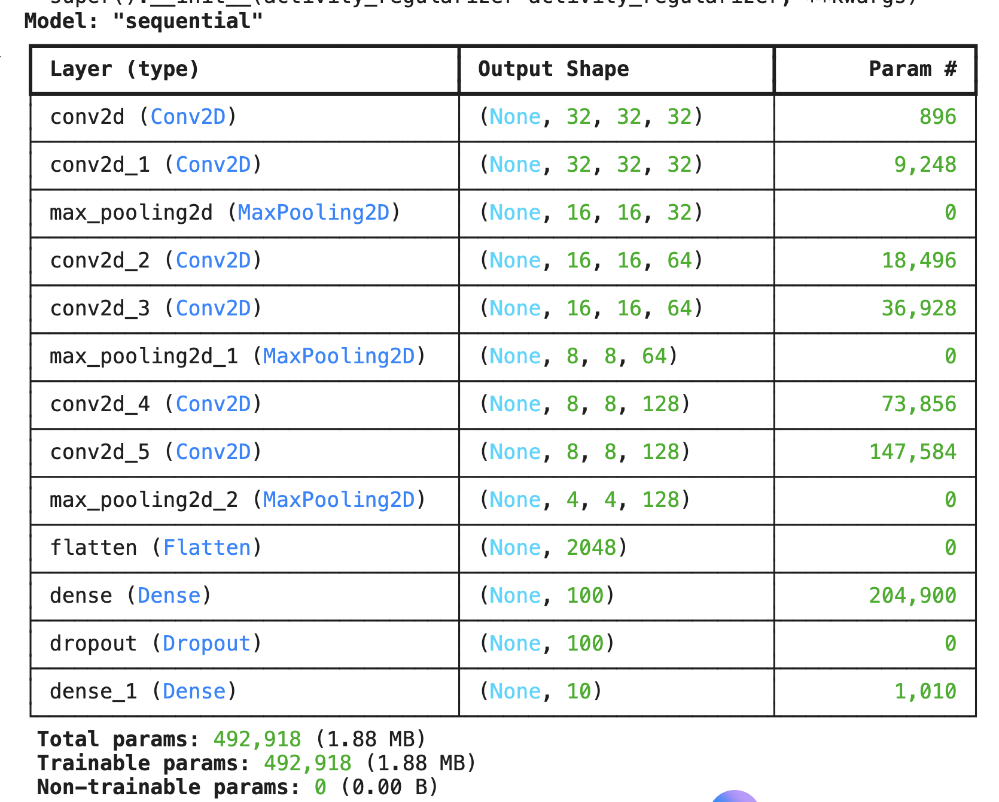 super().__init__(activity_regularizer=activity_regularizer, **kwargs)
Model: "sequential"
Layer (type) Output Shape Param #
conv2d (Conv2D) (None, 32, 32, 32) 896
conv2d_1 (Conv2D) (None, 32, 32, 32) 9,248
max_pooling2d (MaxPooling2D) (None, 16, 16, 32) 0
conv2d_2 (Conv2D) (None, 16, 16, 64) 18,496
conv2d_3 (Conv2D) (None, 16, 16, 64) 36,928
max_pooling2d_1 (MaxPooling2D) (None, 8, 8, 64) 0
conv2d_4 (Conv2D) (None, 8, 8, 128) 73,856
conv2d_5 (Conv2D) (None, 8, 8, 128) 147,584
max_pooling2d_2 (MaxPooling2D) (None, 4, 4, 128) 0
flatten (Flatten) (None, 2048) 0
dense (Dense) (None, 100) 204,900
dropout (Dropout) (None, 100) 0
dense_1 (Dense) (None, 10) 1,010
Total params: 492,918 (1.88 MB)
Trainable params: 492,918 (1.88 MB)
Non-trainable params: 0 (0.00 B)